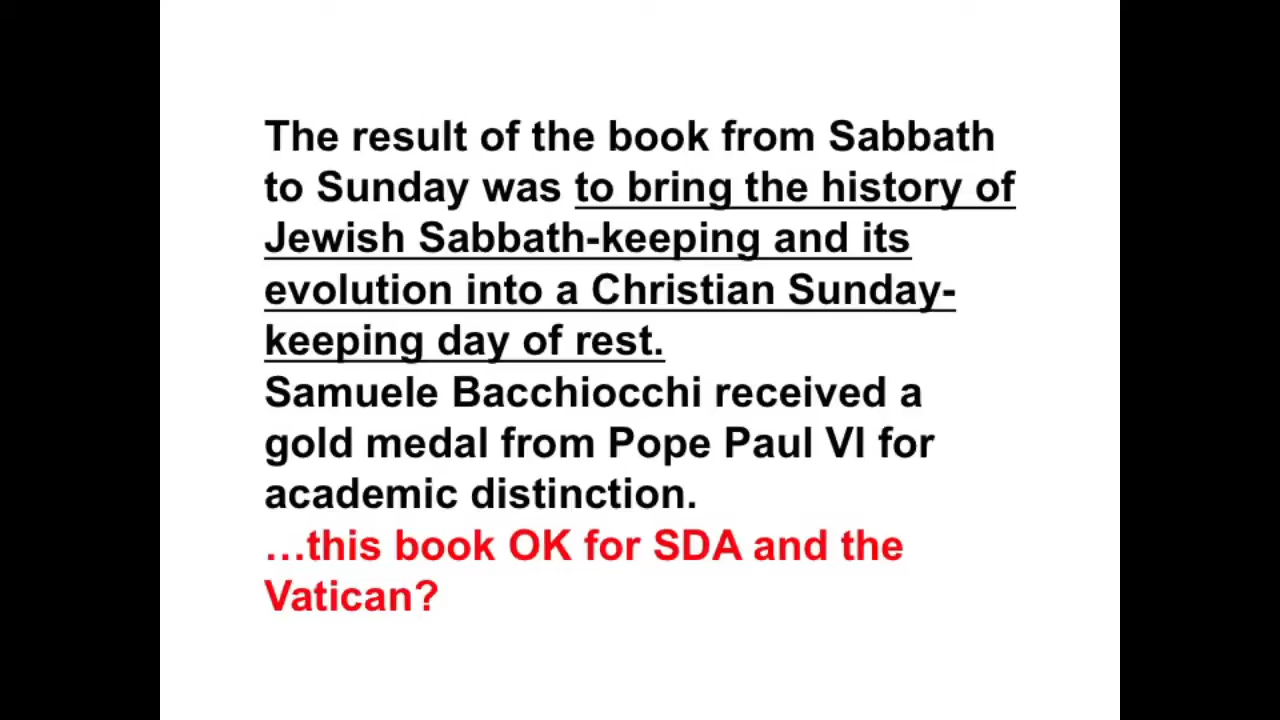 The result of the book from Sabbath
to Sunday was to bring the history of
Jewish Sabbath-keeping and its
evolution into a Christian Sunday-
keeping day of rest.
Samuele Bacchiocchi received a
gold medal from Pope Paul VI for
academic distinction.
…this book OK for SDA and the
Vatican?